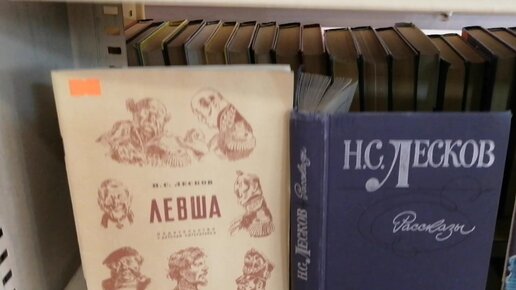 Н. С. ЛЕСКОВ
ЛЕВША
Н.С. ЛЕСКОВ Рассказы
Н.С. ЛЕСКОВ
Рассказы